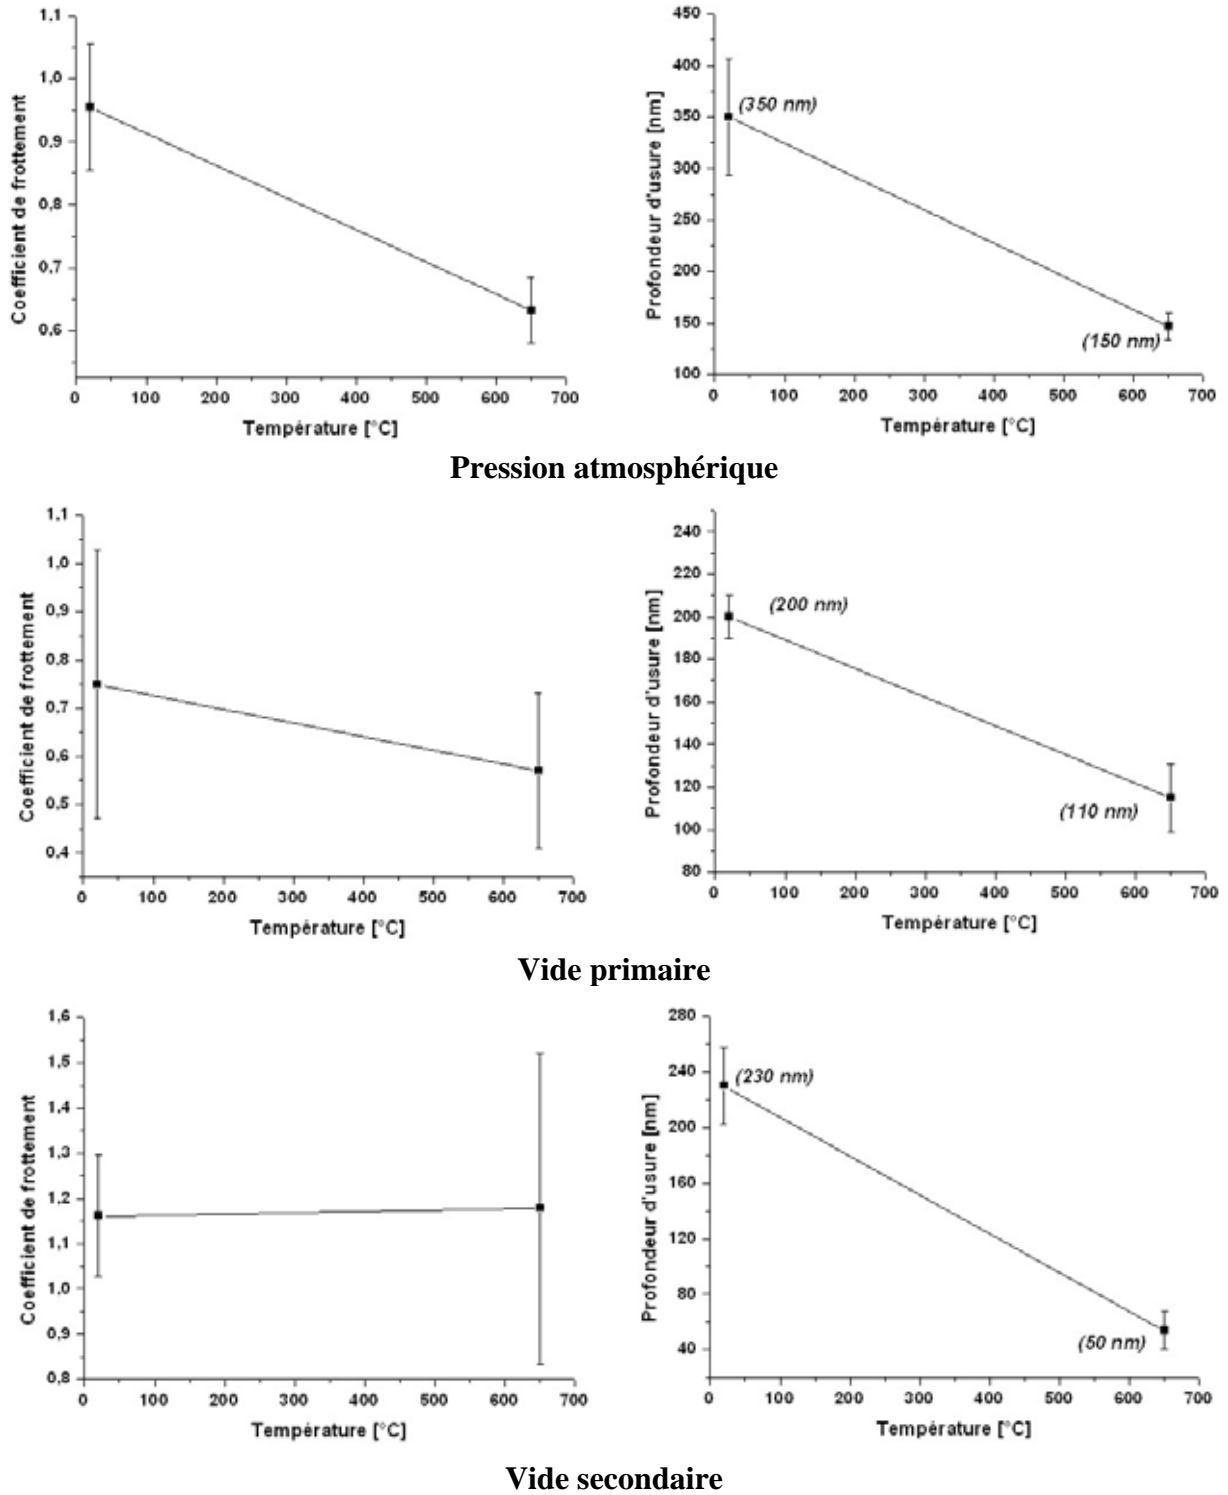 1,1
1,0
0,9
0,8
0,7
0,6
Coefficient de frottement
0 100 200 300 400 500 600 700
Température [°C]
450
400
350
300
250
200
150
100
Profondeur d'usure [nm]
(350 nm)
(150 nm)
0 100 200 300 400 500 600 700
Température [°C]
Pression atmosphérique
1,1
1,0
0,9
0,8
0,7
0,6
0,5
0,4
Coefficient de frottement
0 100 200 300 400 500 600 700
Température [°C]
240
220
200
180
160
140
120
100
80
Profondeur d'usure [nm]
(200 nm)
(110 nm)
0 100 200 300 400 500 600 700
Température [°C]
Vide primaire
1,6
1,5
1,4
1,3
1,2
1,1
1,0
0,9
0,8
Coefficient de frottement
0 100 200 300 400 500 600 700
Température [°C]
280
240
200
160
120
80
40
Profondeur d'usure [nm]
(230 nm)
(50 nm)
0 100 200 300 400 500 600 700
Température [°C]
Vide secondaire